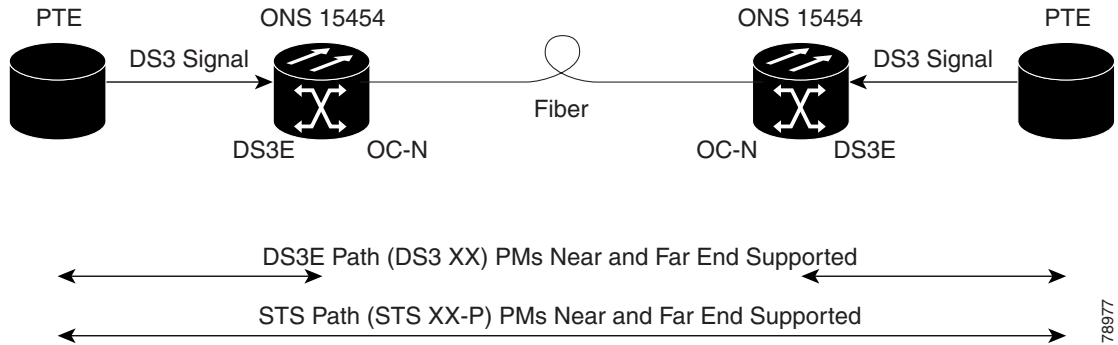 PTE ONS 15454 ONS 15454 PTE
DS3 Signal DS3 Signal
Fiber
DS3E OC-N OC-N DS3E
DS3E Path (DS3 XX) PMs Near and Far End Supported
STS Path (STS XX-P) PMs Near and Far End Supported
78977